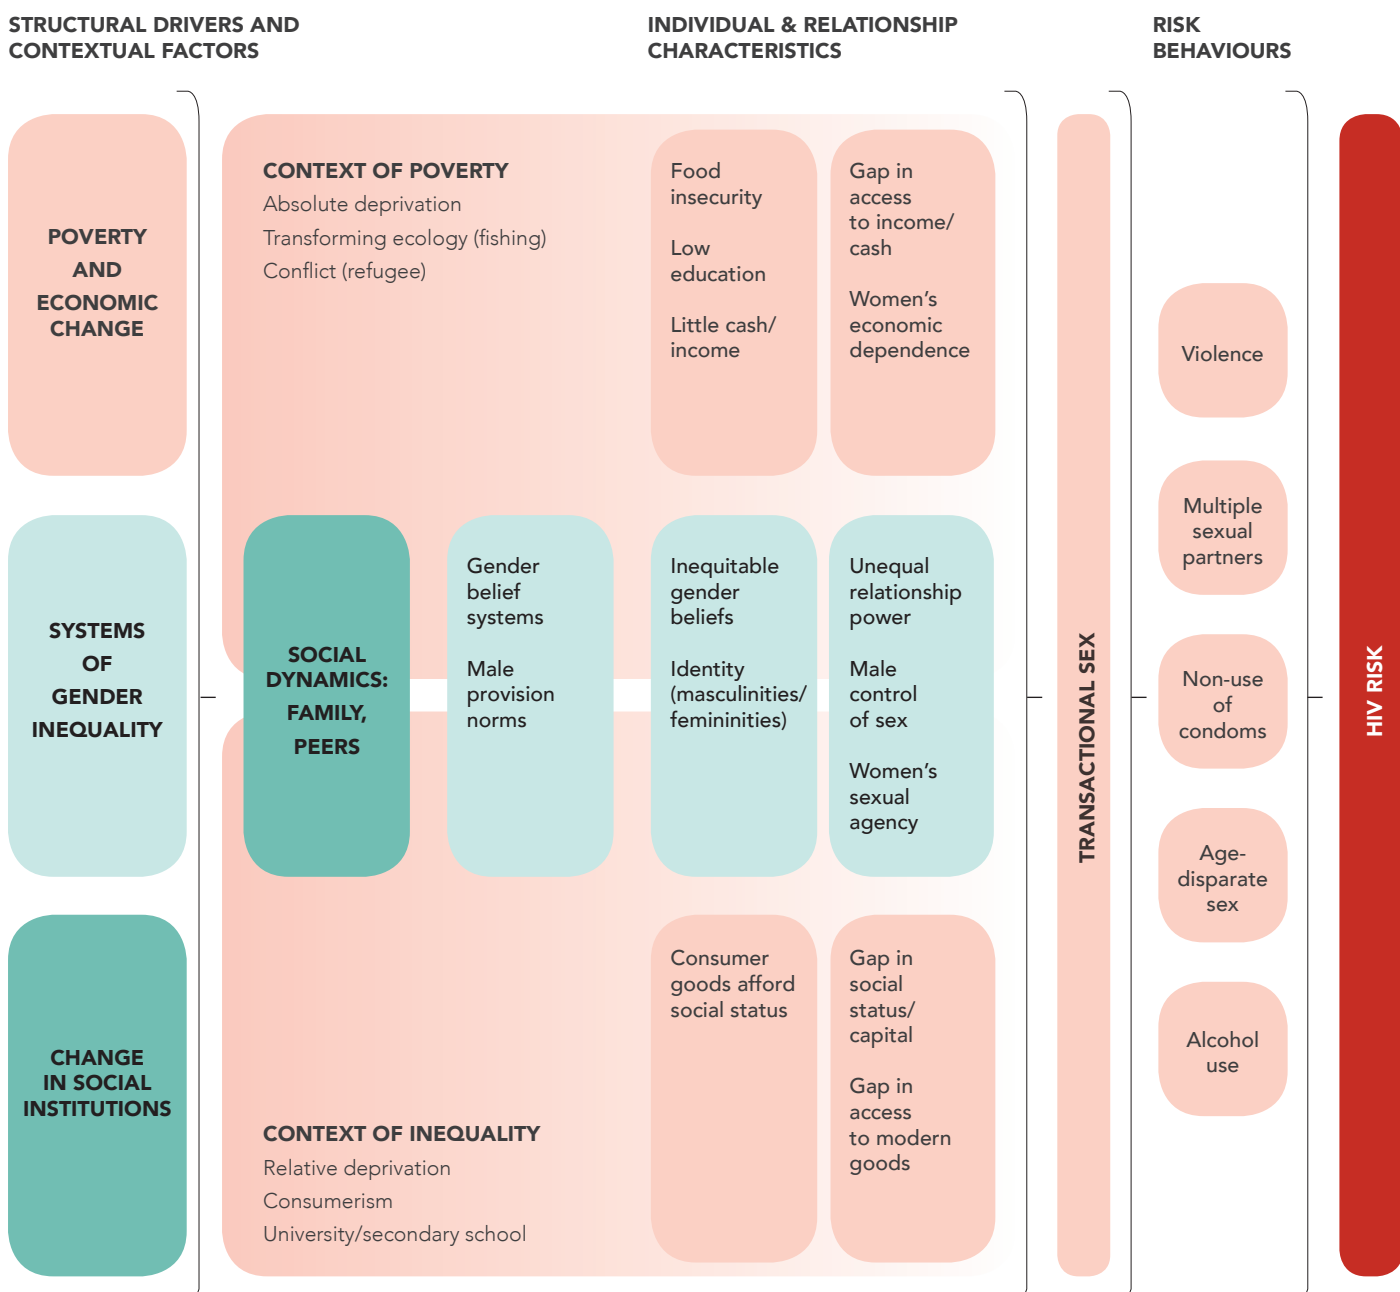 STRUCTURAL DRIVERS AND
CONTEXTUAL FACTORS
INDIVIDUAL & RELATIONSHIP
CHARACTERISTICS
RISK
BEHAVIOURS
POVERTY
AND
ECONOMIC
CHANGE
SYSTEMS
OF
GENDER
INEQUALITY
CHANGE
IN SOCIAL
INSTITUTIONS
CONTEXT OF POVERTY
Absolute deprivation
Transforming ecology (fishing)
Conflict (refugee)
Food
insecurity
Low
education
Little cash/
income
Gap in
access
to income/
cash
Women's
economic
dependence
SOCIAL
DYNAMICS:
FAMILY,
PEERS
Gender
belief
systems
Male
provision
norms
Inequitable
gender
beliefs
Identity
(masculinities/
femininities)
Unequal
relationship
power
Male
control
of sex
Women's
sexual
agency
CONTEXT OF INEQUALITY
Relative deprivation
Consumerism
University/secondary school
Consumer
goods afford
social status
Gap in
social
status/
capital
Gap in
access
to modern
goods
TRANSACTIONAL SEX
Violence
Multiple
sexual
partners
Non-use
of
condoms
Age-
disparate
sex
Alcohol
use
HIV RISK